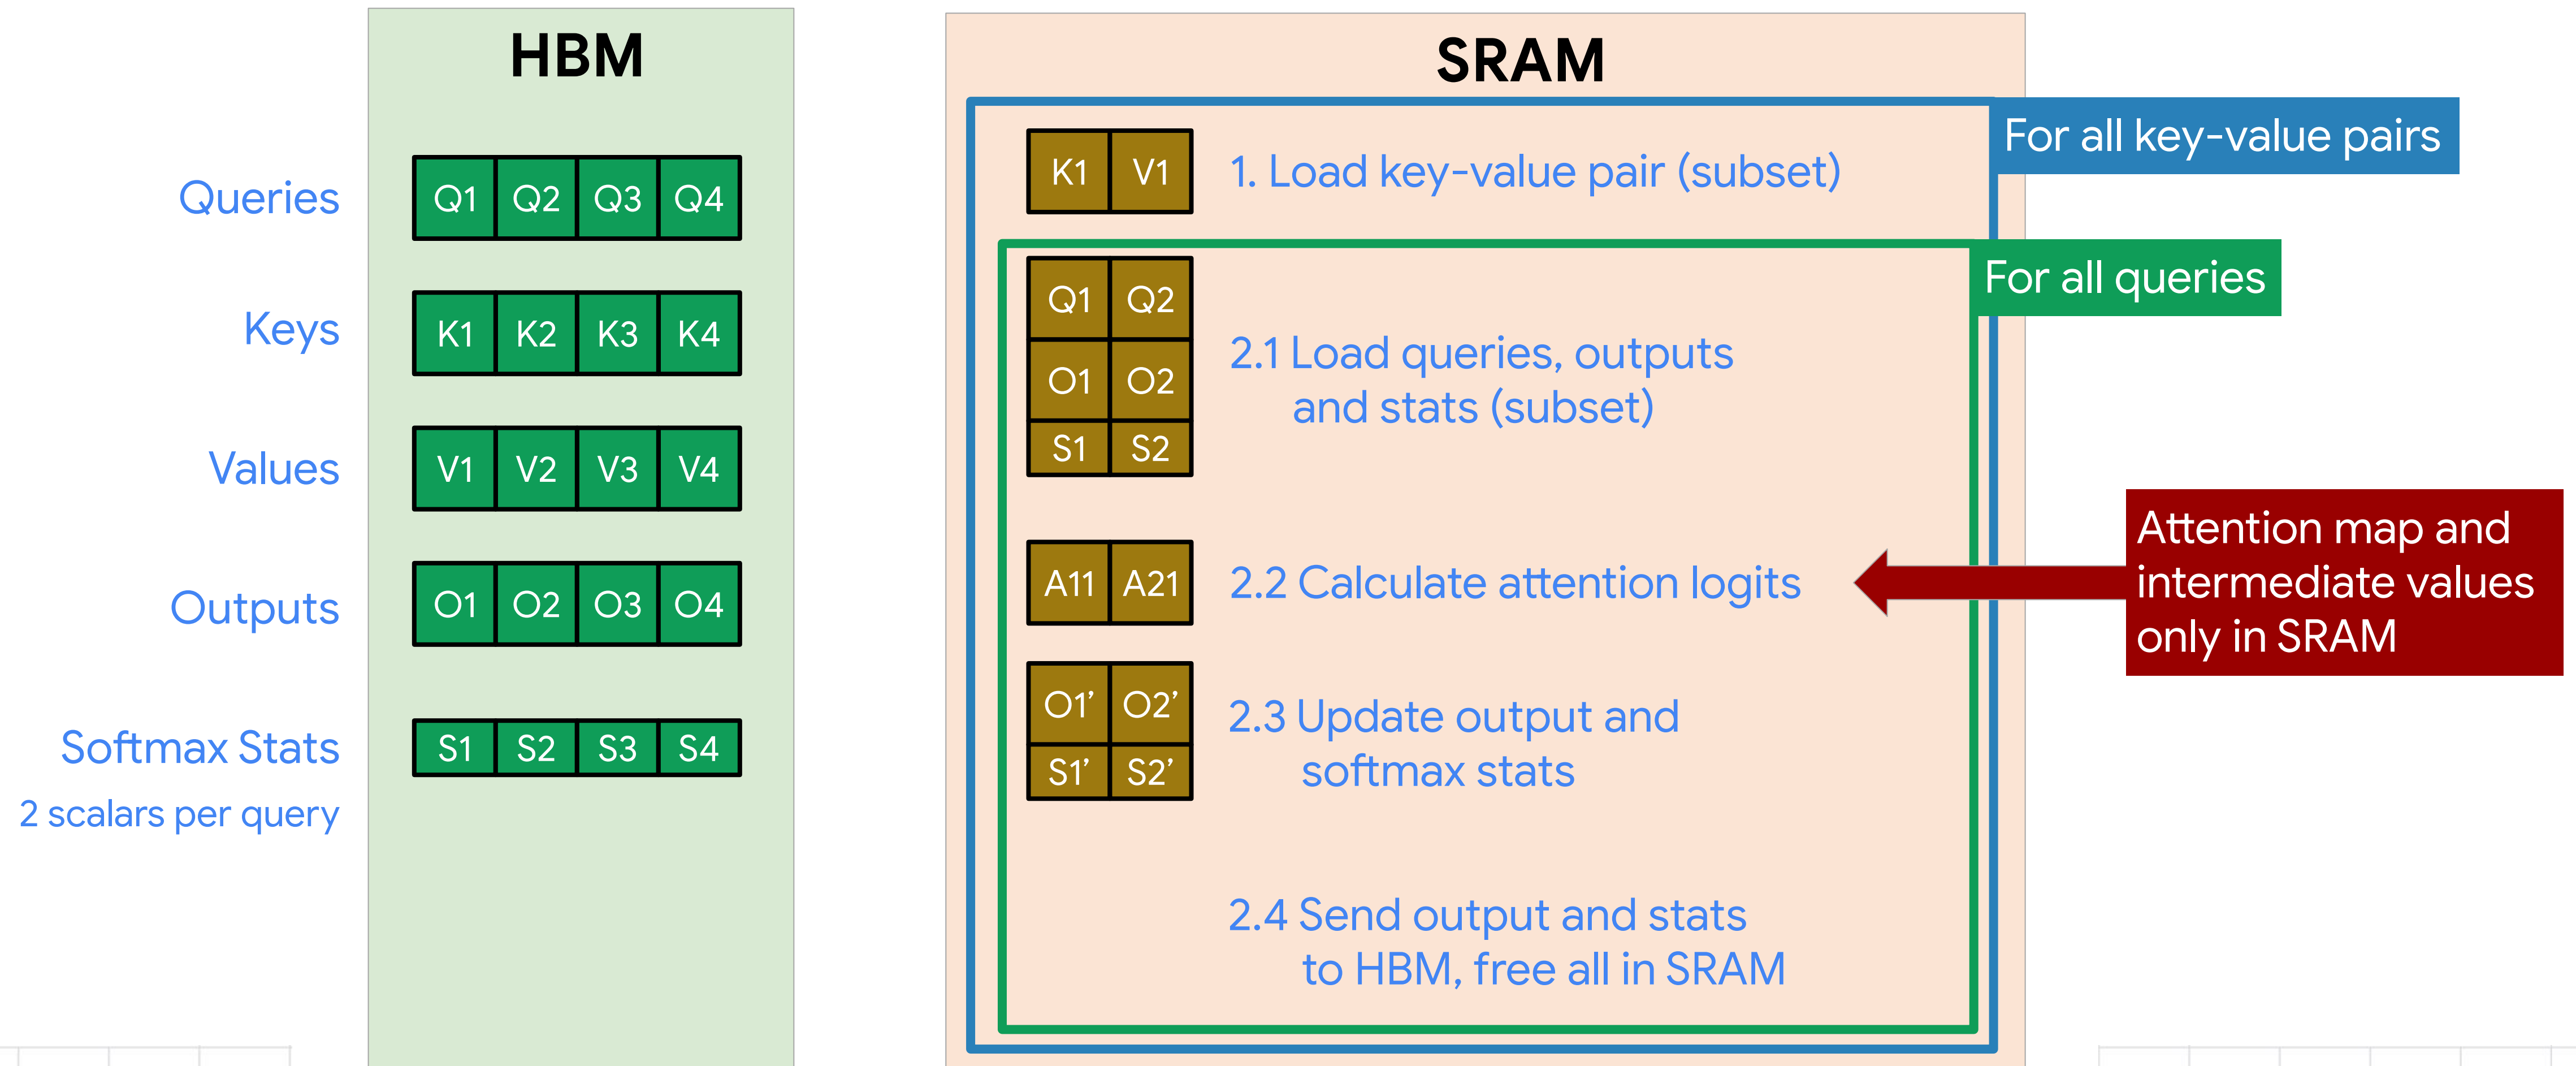 HBM
Queries
Q1 Q2 Q3 Q4
Keys
K1 K2 K3 K4
Values
V1 V2 V3 V4
Outputs
O1 O2 O3 O4
Softmax Stats
S1 S2 S3 S4
2 scalars per query
SRAM
For all key-value pairs
K1 V1
1. Load key-value pair (subset)
For all queries
Q1 Q2
O1 O2
S1 S2
2.1 Load queries, outputs
and stats (subset)
A11 A21
2.2 Calculate attention logits
Attention map and
intermediate values
only in SRAM
O1’ O2’
S1’ S2’
2.3 Update output and
softmax stats
2.4 Send output and stats
to HBM, free all in SRAM